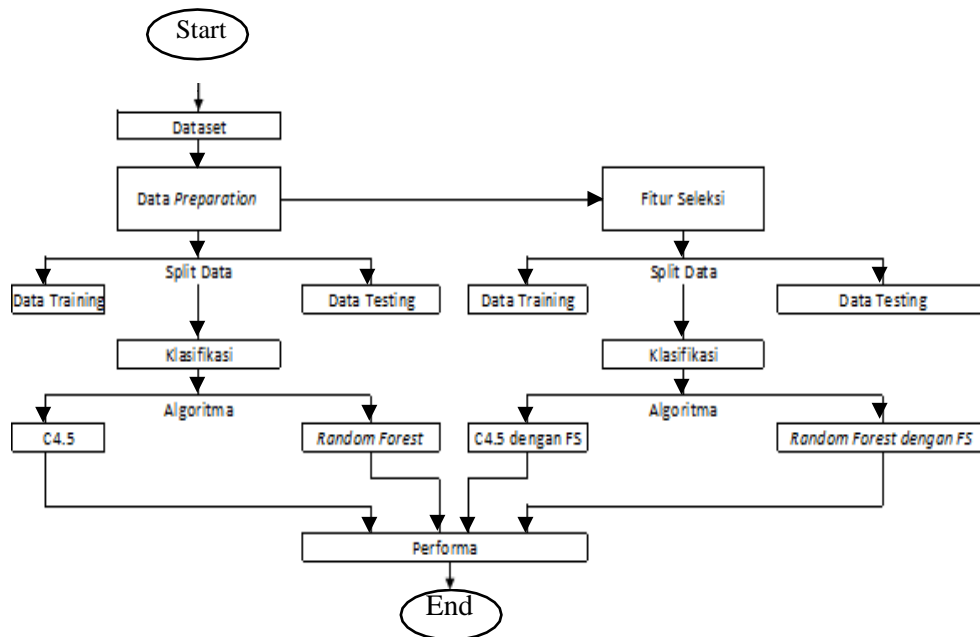 Start
Dataset
Data Preparation
Fitur Seleksi
Split Data
Split Data
Data Training
Data Testing
Data Training
Data Testing
Klasifikasi
Klasifikasi
Algoritma
Algoritma
C4.5
Random Forest
C4.5 dengan FS
Random Forest dengan FS
Performa
End